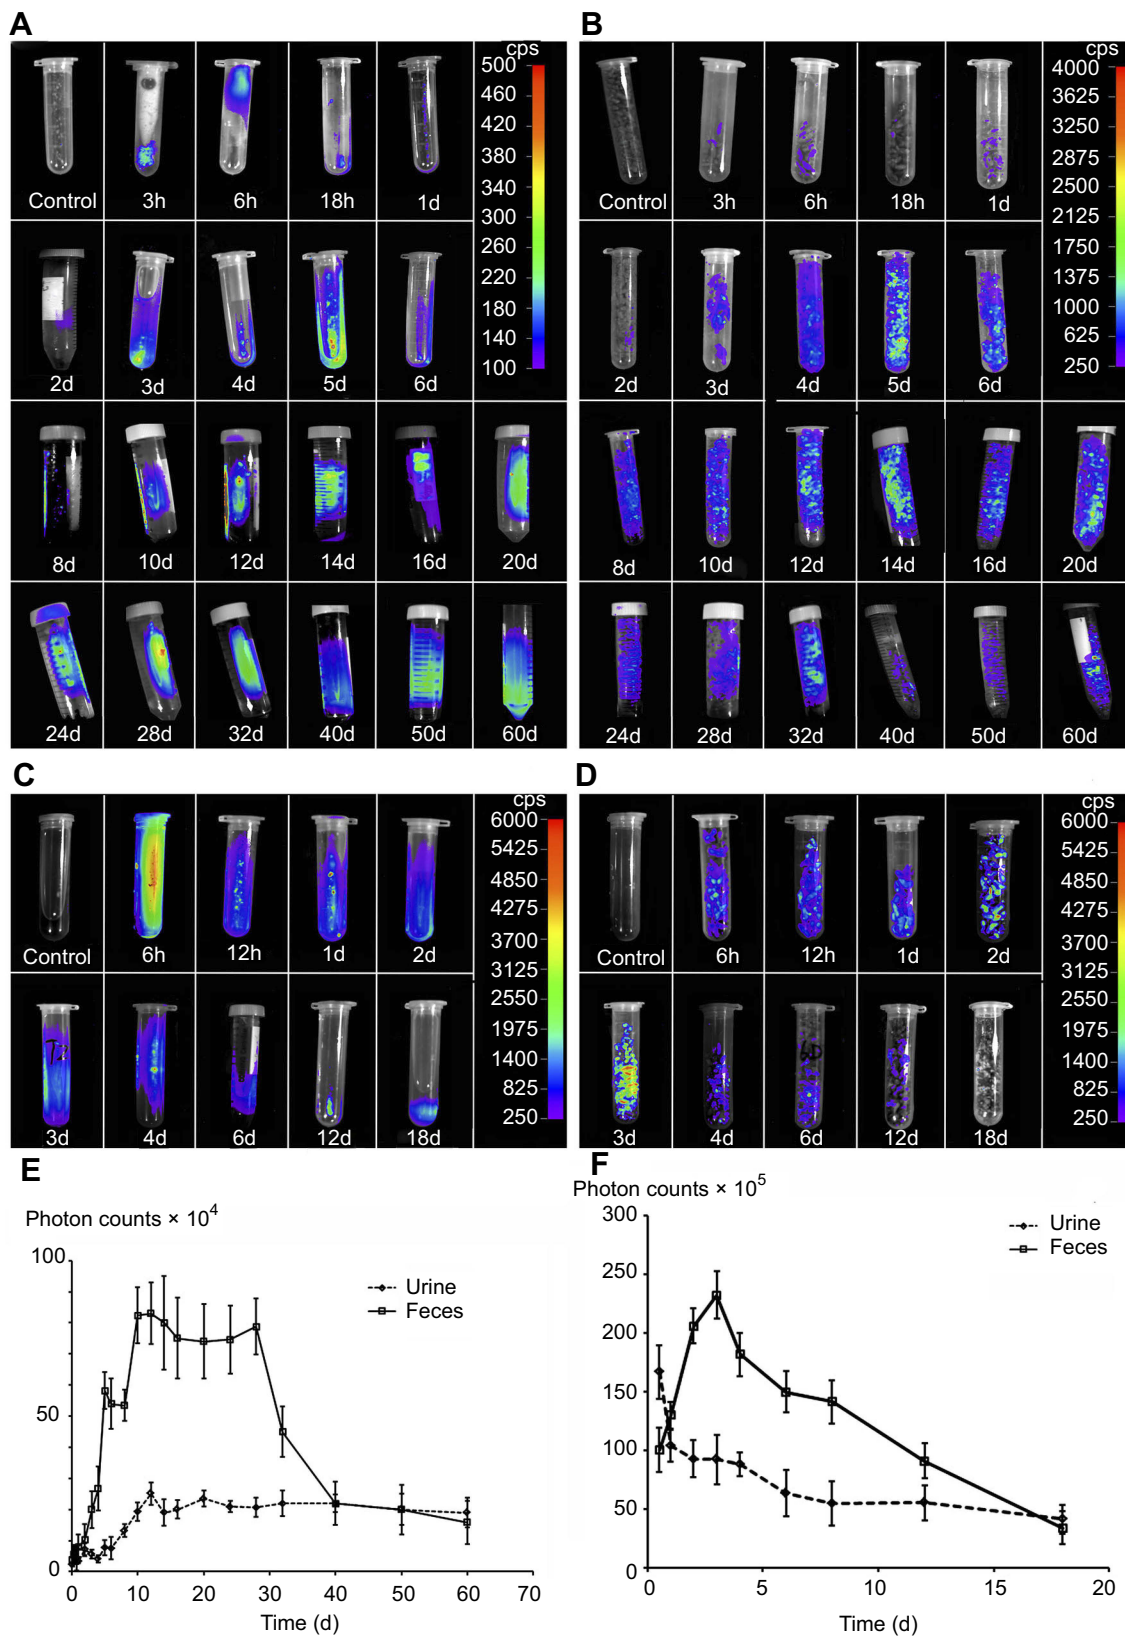 A
B
cps
500
460
420
380
340
300
260
220
180
140
100
Control
3h
6h
18h
1d
2d
3d
4d
5d
6d
8d
10d
12d
14d
16d
20d
24d
28d
32d
40d
50d
60d
cps
4000
3625
3250
2875
2500
2125
1750
1375
1000
625
250
Control
3h
6h
18h
1d
2d
3d
4d
5d
6d
8d
10d
12d
14d
16d
20d
24d
28d
32d
40d
50d
60d
C
D
cps
6000
5425
4850
4275
3700
3125
2550
1975
1400
825
250
Control
6h
12h
1d
2d
3d
4d
6d
12d
18d
cps
6000
5425
4850
4275
3700
3125
2550
1975
1400
825
250
Control
6h
12h
1d
2d
3d
4d
6d
12d
18d
E
Photon counts × 10⁴
100
50
0
0 10 20 30 40 50 60 70
Time (d)
Urine
Feces
F
Photon counts × 10⁵
300
250
200
150
100
50
0
0 5 10 15 20
Time (d)
Urine
Feces